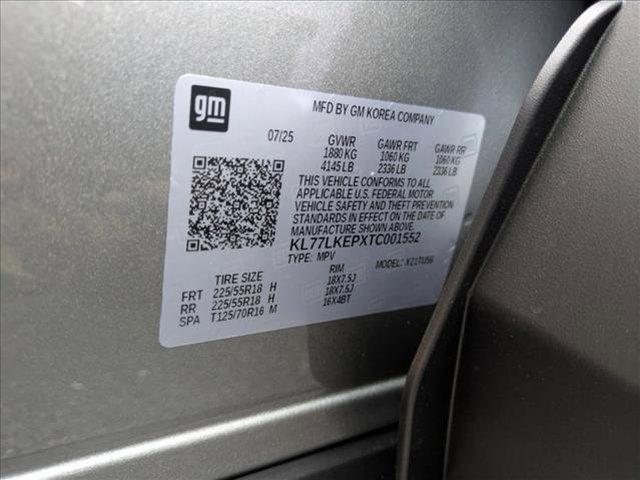 gm
MFD BY GM KOREA COMPANY
07/25 GVWR GAWR FRT GAWR RR
1880 KG 1060 KG 1060 KG
4145 LB 2336 LB 2336 LB
THIS VEHICLE CONFORMS TO ALL
APPLICABLE U.S. FEDERAL MOTOR
VEHICLE SAFETY AND THEFT PREVENTION
STANDARDS IN EFFECT ON THE DATE OF
MANUFACTURE SHOWN ABOVE.
KL77LKEPXTC001552
TYPE: MPV MODEL:
TIRE SIZE RIM
FRT 225/55R18 H 18X7.5J
RR 225/55R18 H 18X7.5J
SPA T125/70R16 M 16X4BT